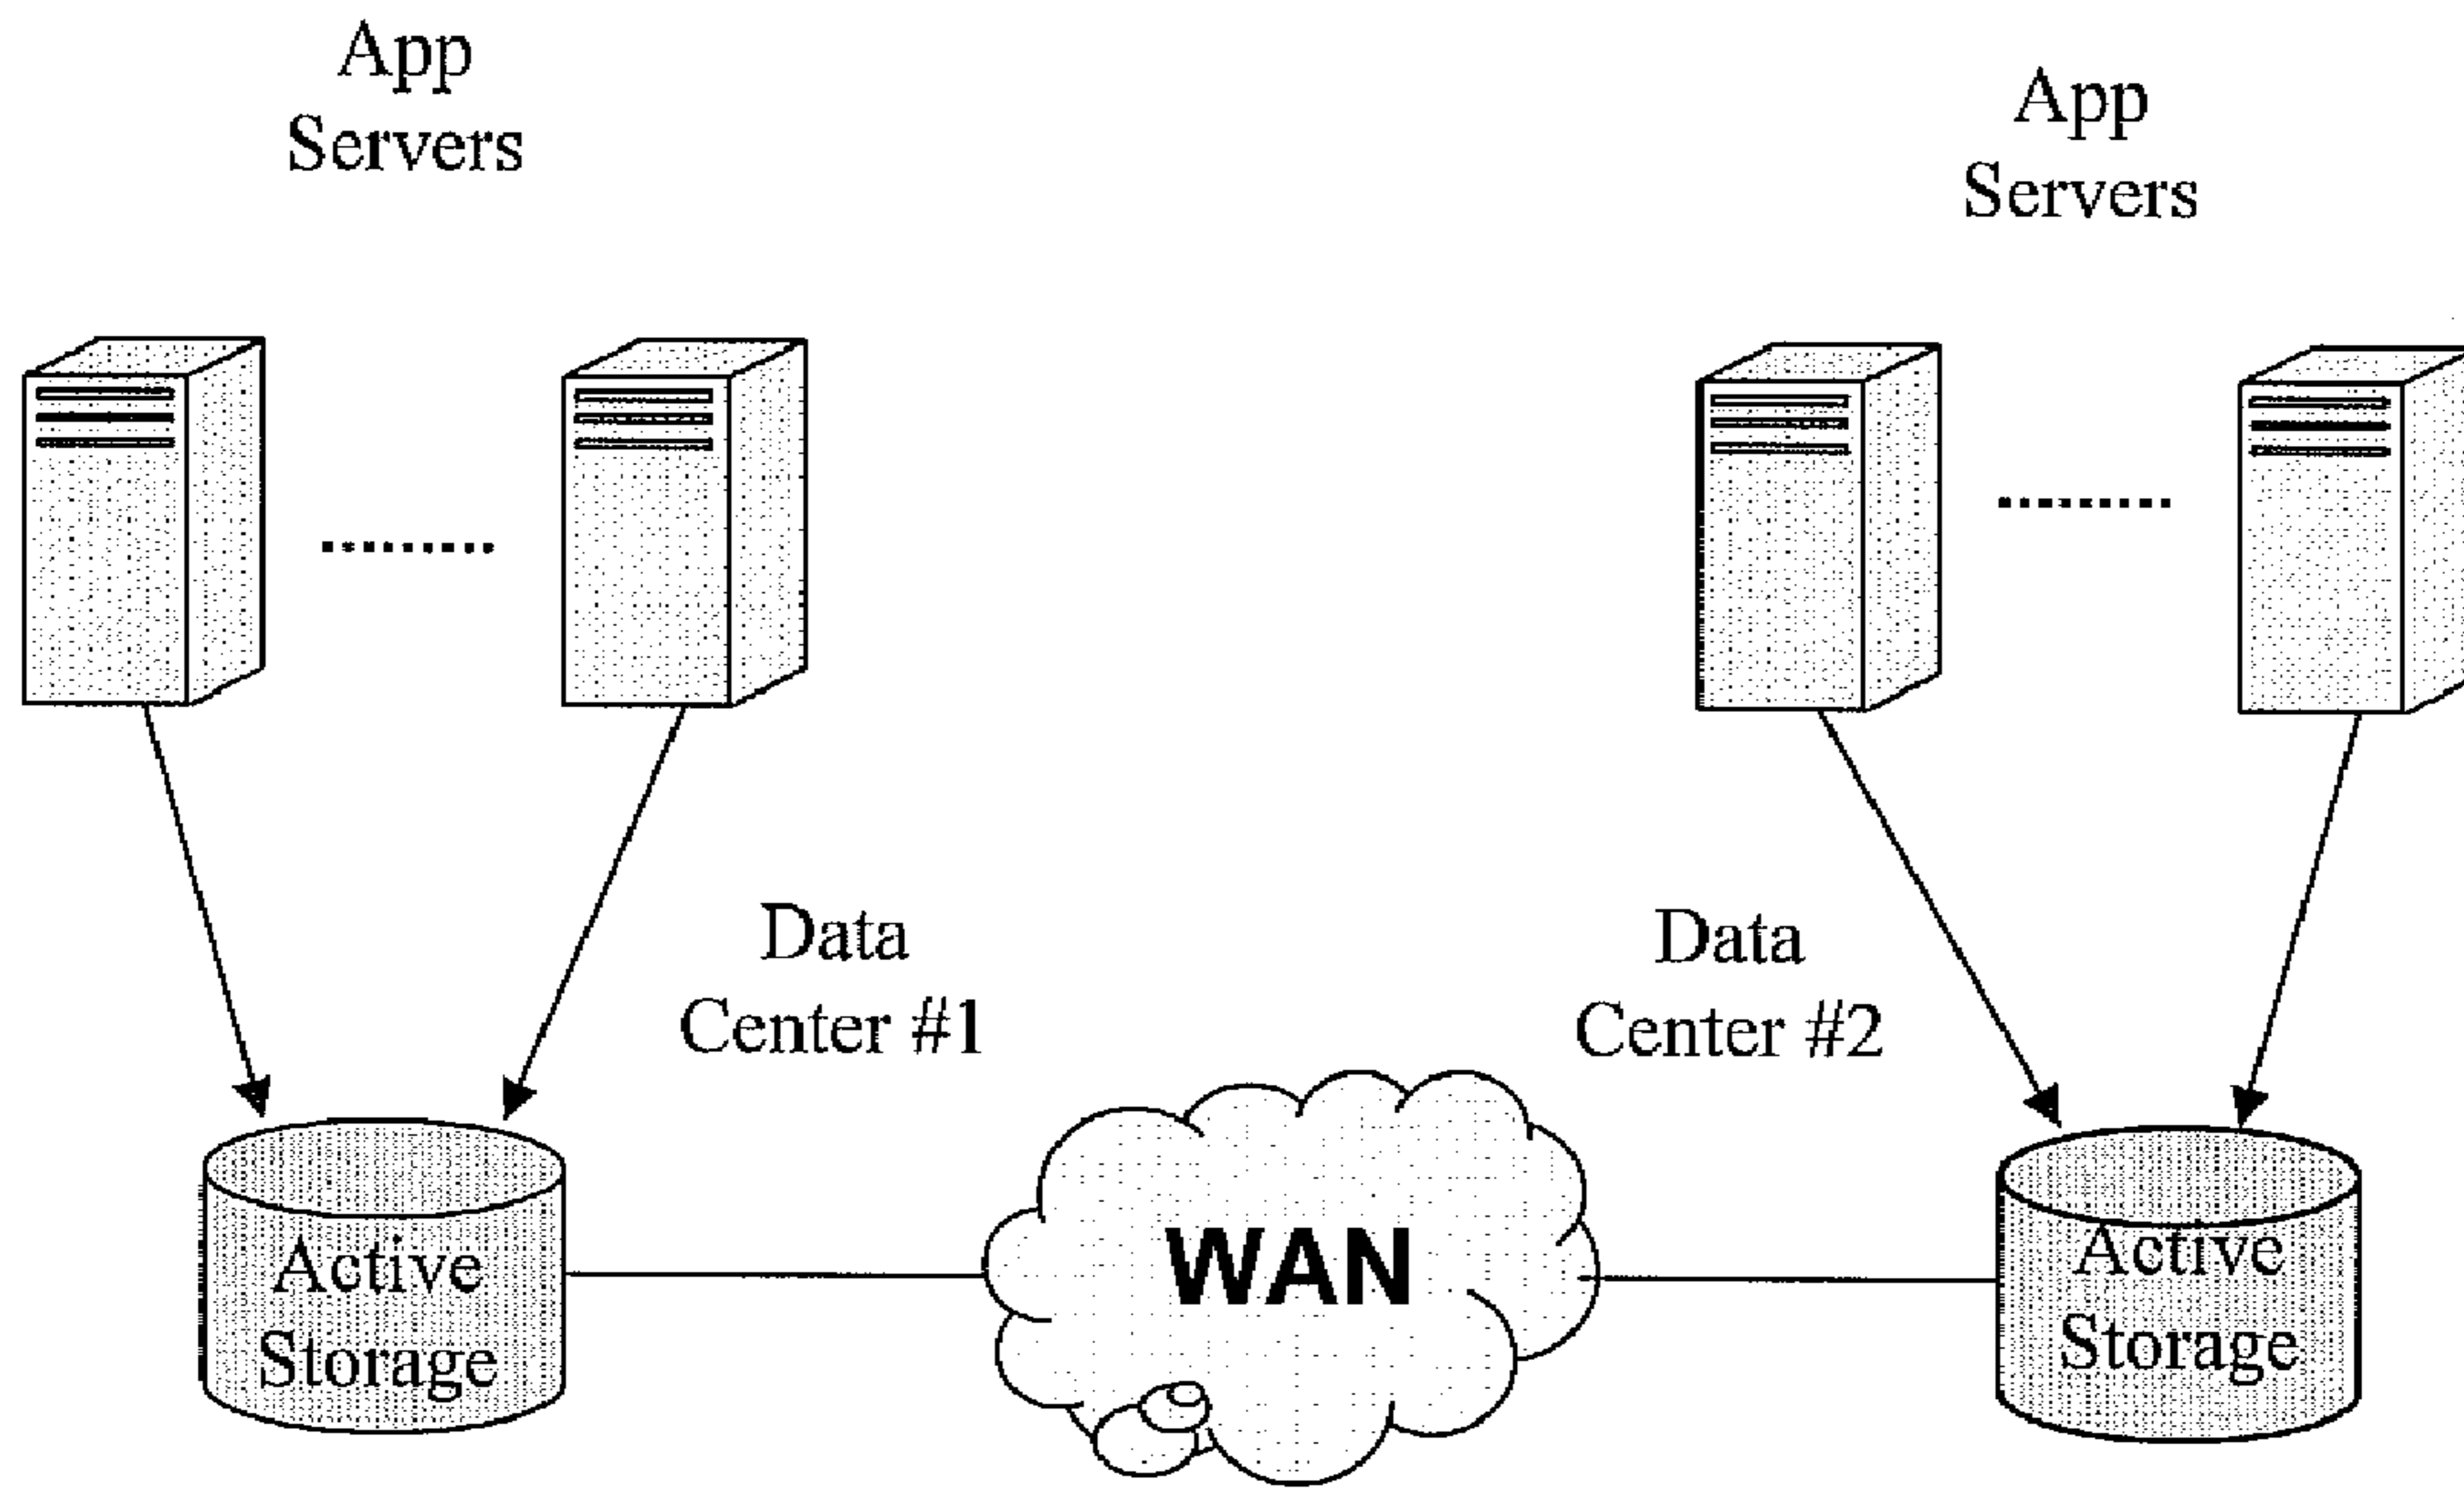 App
Servers
App
Servers
Data
Center #1
Data
Center #2
Active
Storage
WAN
Active
Storage